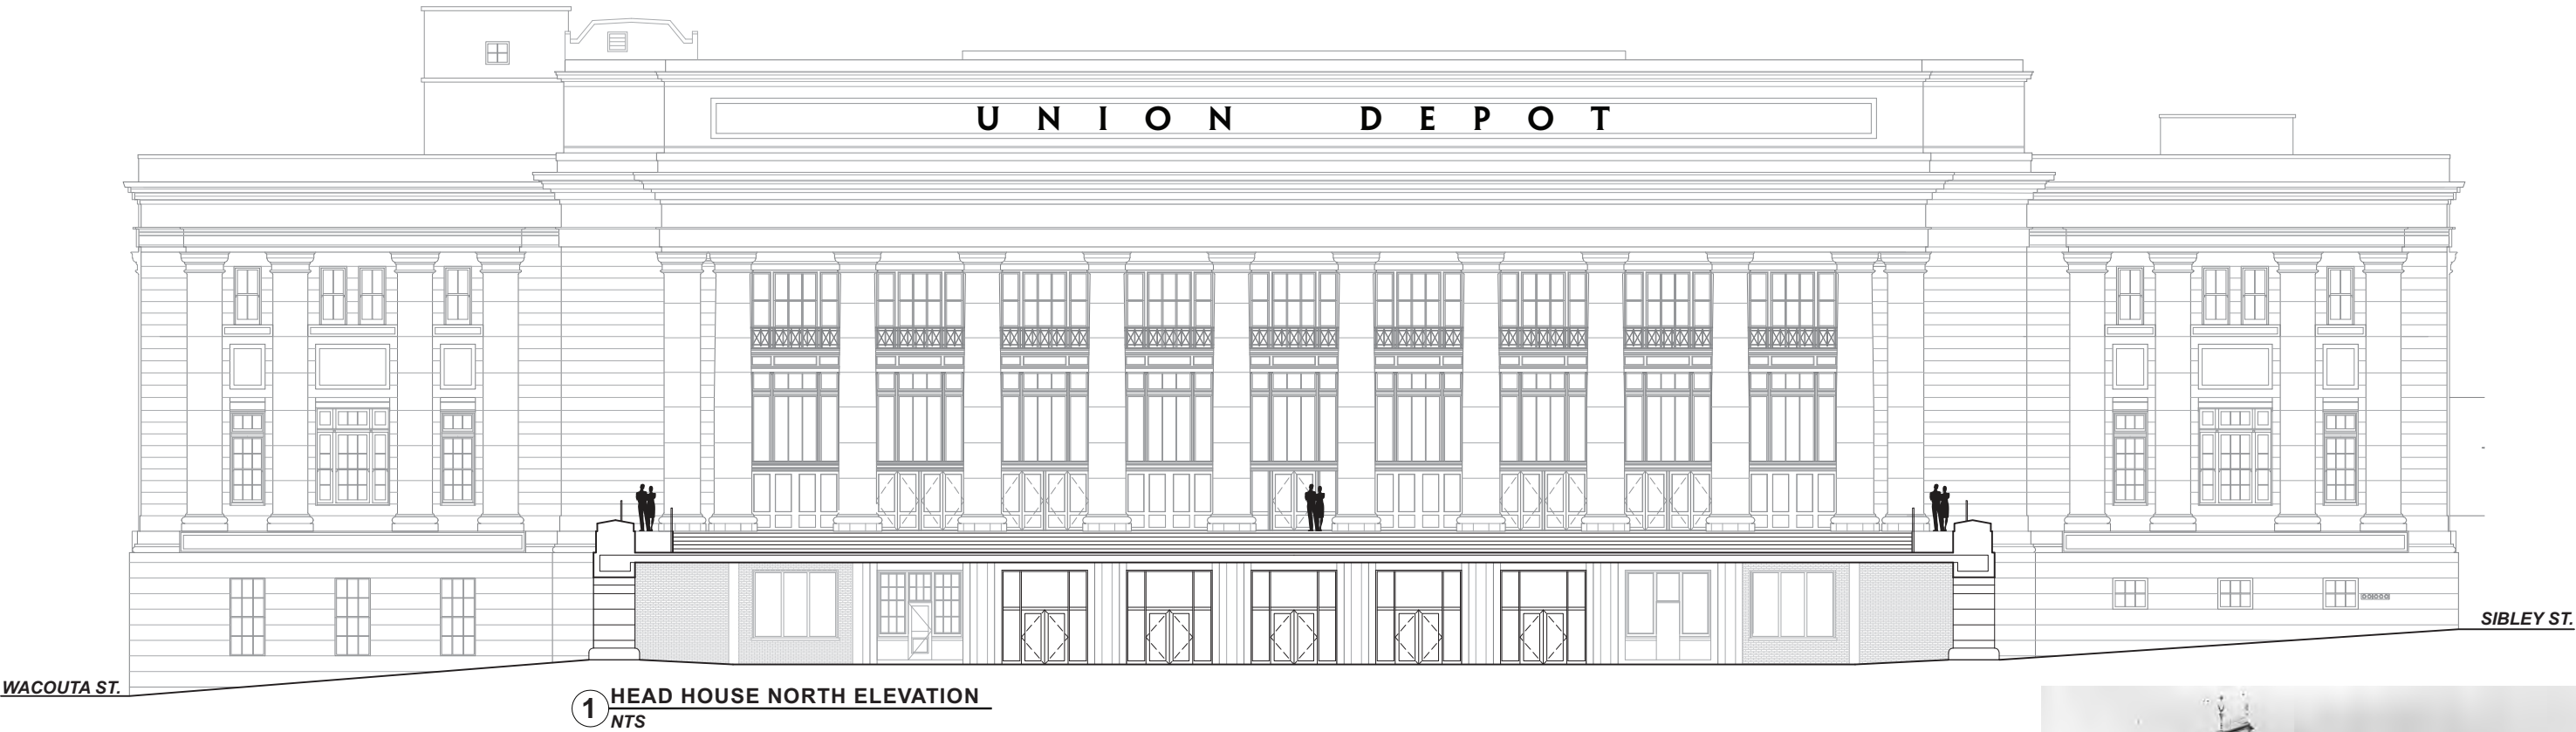 UNION DEPOT
SIBLEY ST.
WACOUTA ST.
1 HEAD HOUSE NORTH ELEVATION
NTS